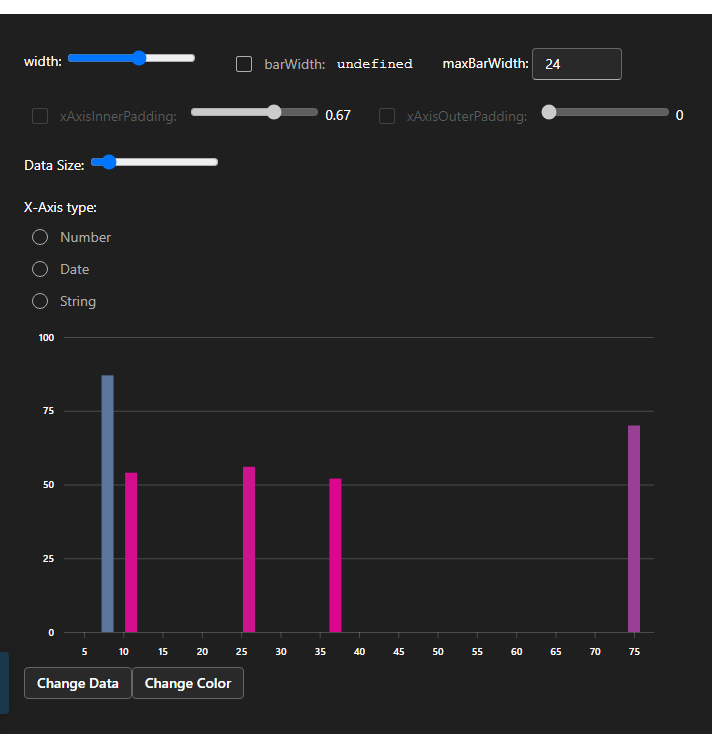 width: barWidth: undefined maxBarWidth: 24
xAxisInnerPadding: 0.67 xAxisOuterPadding: 0
Data Size:
X-Axis type:
Number
Date
String
100
75
50
25
0
5 10 15 20 25 30 35 40 45 50 55 60 65 70 75
Change Data Change Color